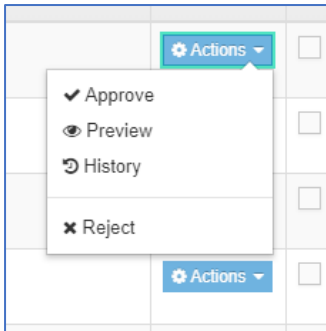 Actions
Approve
Preview
History
Reject
Actions